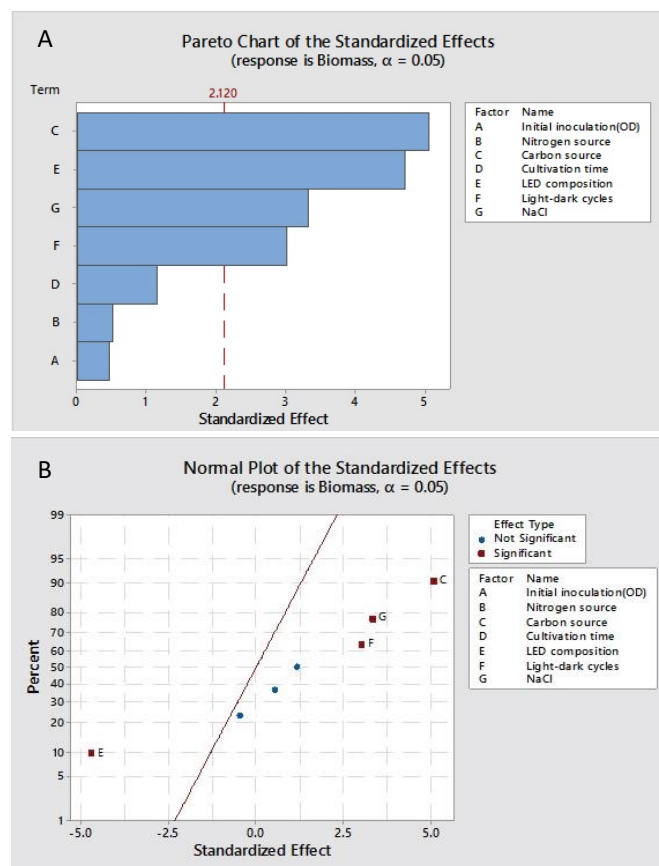 A
Pareto Chart of the Standardized Effects
(response is Biomass, α = 0.05)
Term
2.120
C
E
G
F
D
B
A
0 1 2 3 4 5
Standardized Effect
Factor Name
A Initial inoculation(OD)
B Nitrogen source
C Carbon source
D Cultivation time
E LED composition
F Light-dark cycles
G NaCl
B
Normal Plot of the Standardized Effects
(response is Biomass, α = 0.05)
Percent
99
95
90
80
70
60
50
40
30
20
10
5
1
C
G
F
E
-5.0 -2.5 0.0 2.5 5.0
Standardized Effect
Effect Type
Not Significant
Significant
Factor Name
A Initial inoculation(OD)
B Nitrogen source
C Carbon source
D Cultivation time
E LED composition
F Light-dark cycles
G NaCl